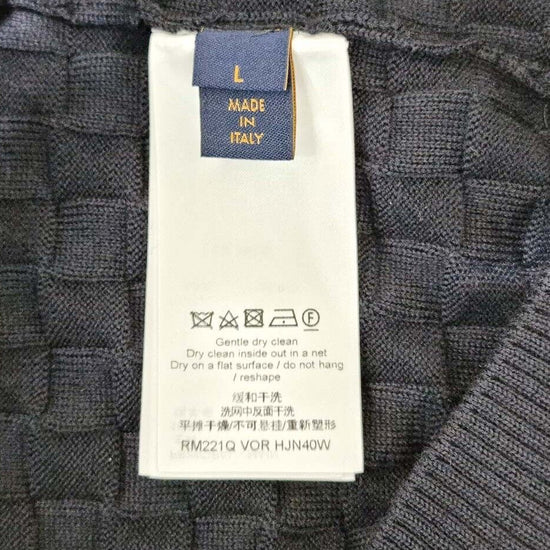 L
MADE
IN
ITALY
Gentle dry clean
Dry clean inside out in a net
Dry on a flat surface / do not hang
/ reshape
缓和干洗
洗网中反面干洗
平摊干燥/不可悬挂/重新塑形
RM221Q VOR HJN40W